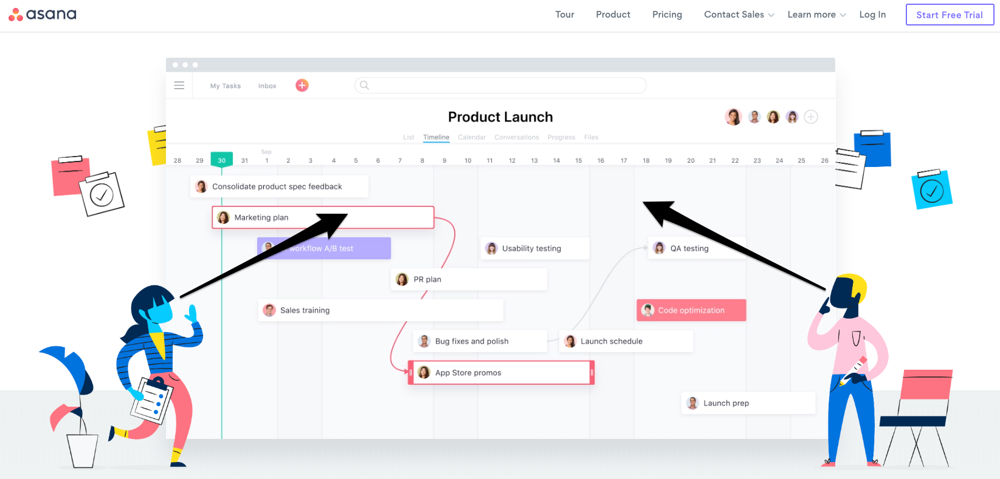 asana
Tour Product Pricing Contact Sales Learn more Log In Start Free Trial
My Tasks Inbox
Product Launch
List Timeline Calendar Conversations Progress Files
Sep
28 29 30 31 1 2 3 4 5 6 7 8 9 10 11 12 13 14 15 16 17 18 19 20 21 22 23 24 25 26
Consolidate product spec feedback
Marketing plan
workflow A/B test
Usability testing
QA testing
PR plan
Sales training
Code optimization
Bug fixes and polish
Launch schedule
App Store promos
Launch prep